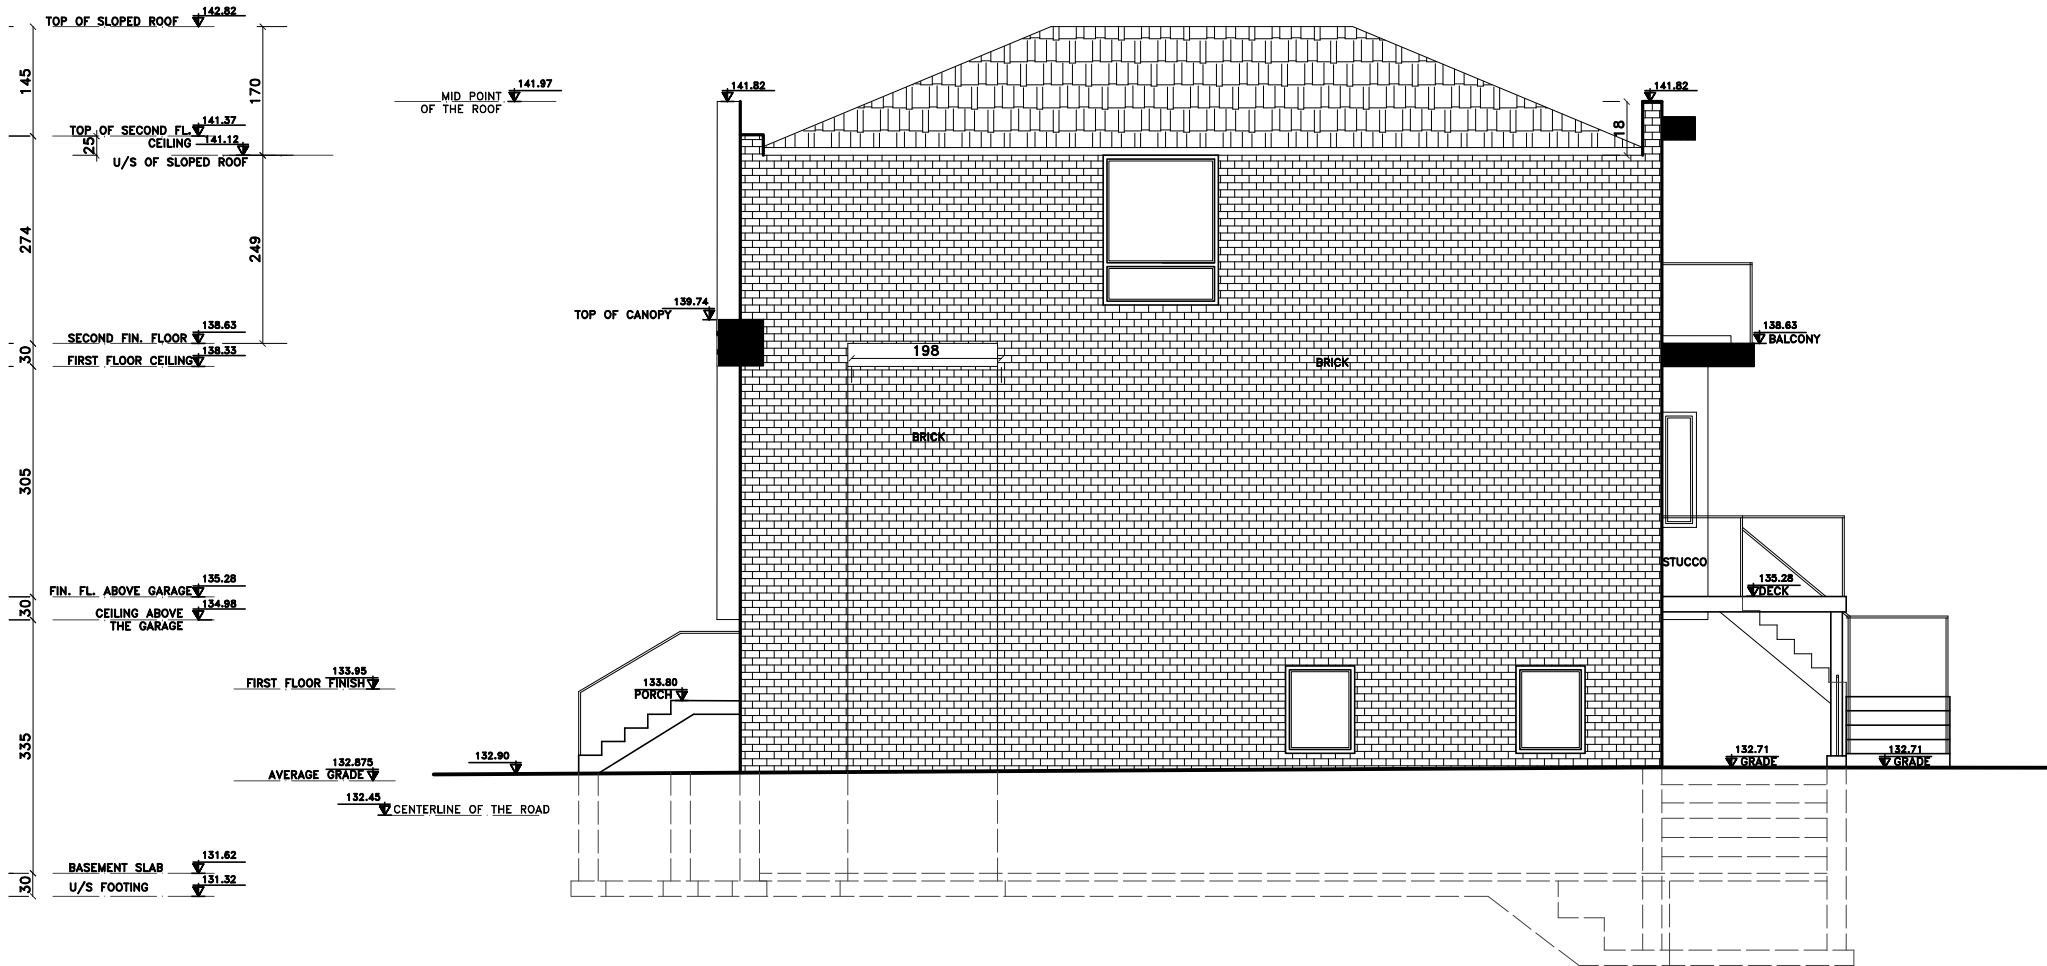 142.82
TOP OF SLOPED ROOF
145
170
141.97
MID POINT
OF THE ROOF
141.82
141.82
18
141.37
TOP OF SECOND FL.
CEILING
141.12
25
U/S OF SLOPED ROOF
274
249
139.74
TOP OF CANOPY
138.63
SECOND FIN. FLOOR
138.33
FIRST FLOOR CEILING
30
198
BRICK
138.63
BALCONY
BRICK
305
STUCCO
135.28
FIN. FL. ABOVE GARAGE
135.28
DECK
30
134.98
CEILING ABOVE
THE GARAGE
133.95
FIRST FLOOR FINISH
133.80
PORCH
335
132.90
132.71
GRADE
132.71
GRADE
132.875
AVERAGE GRADE
132.45
CENTERLINE OF THE ROAD
131.62
BASEMENT SLAB
30
131.32
U/S FOOTING